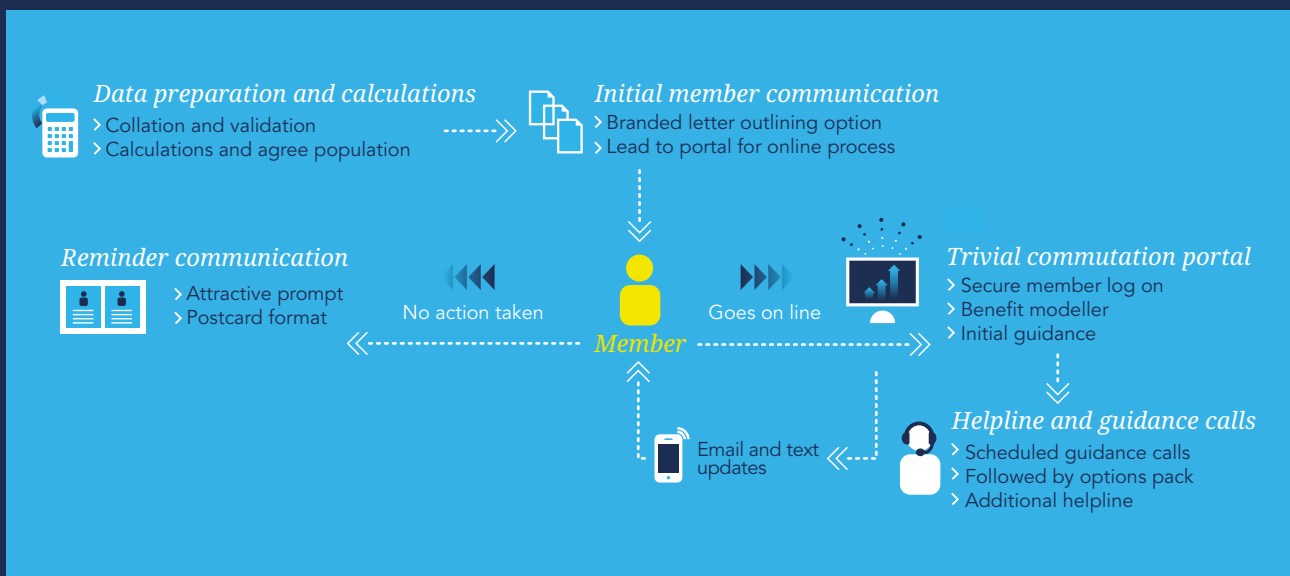 Data preparation and calculations
Collation and validation
Calculations and agree population
Initial member communication
Branded letter outlining option
Lead to portal for online process
Reminder communication
Attractive prompt
Postcard format
No action taken
Member
Goes on line
Trivial commutation portal
Secure member log on
Benefit modeller
Initial guidance
Email and text
updates
Helpline and guidance calls
Scheduled guidance calls
Followed by options pack
Additional helpline